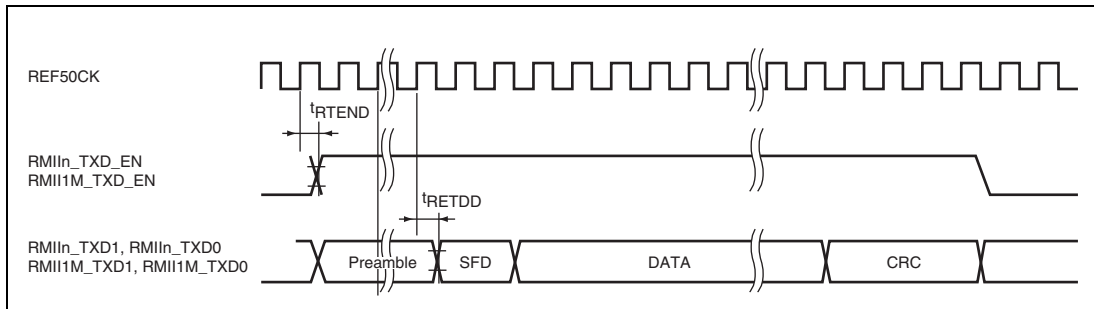 REF50CK
tRTEND
RMIIn_TXD_EN
RMII1M_TXD_EN
tRETDD
RMIIn_TXD1, RMIIn_TXD0
RMII1M_TXD1, RMII1M_TXD0
Preamble
SFD
DATA
CRC